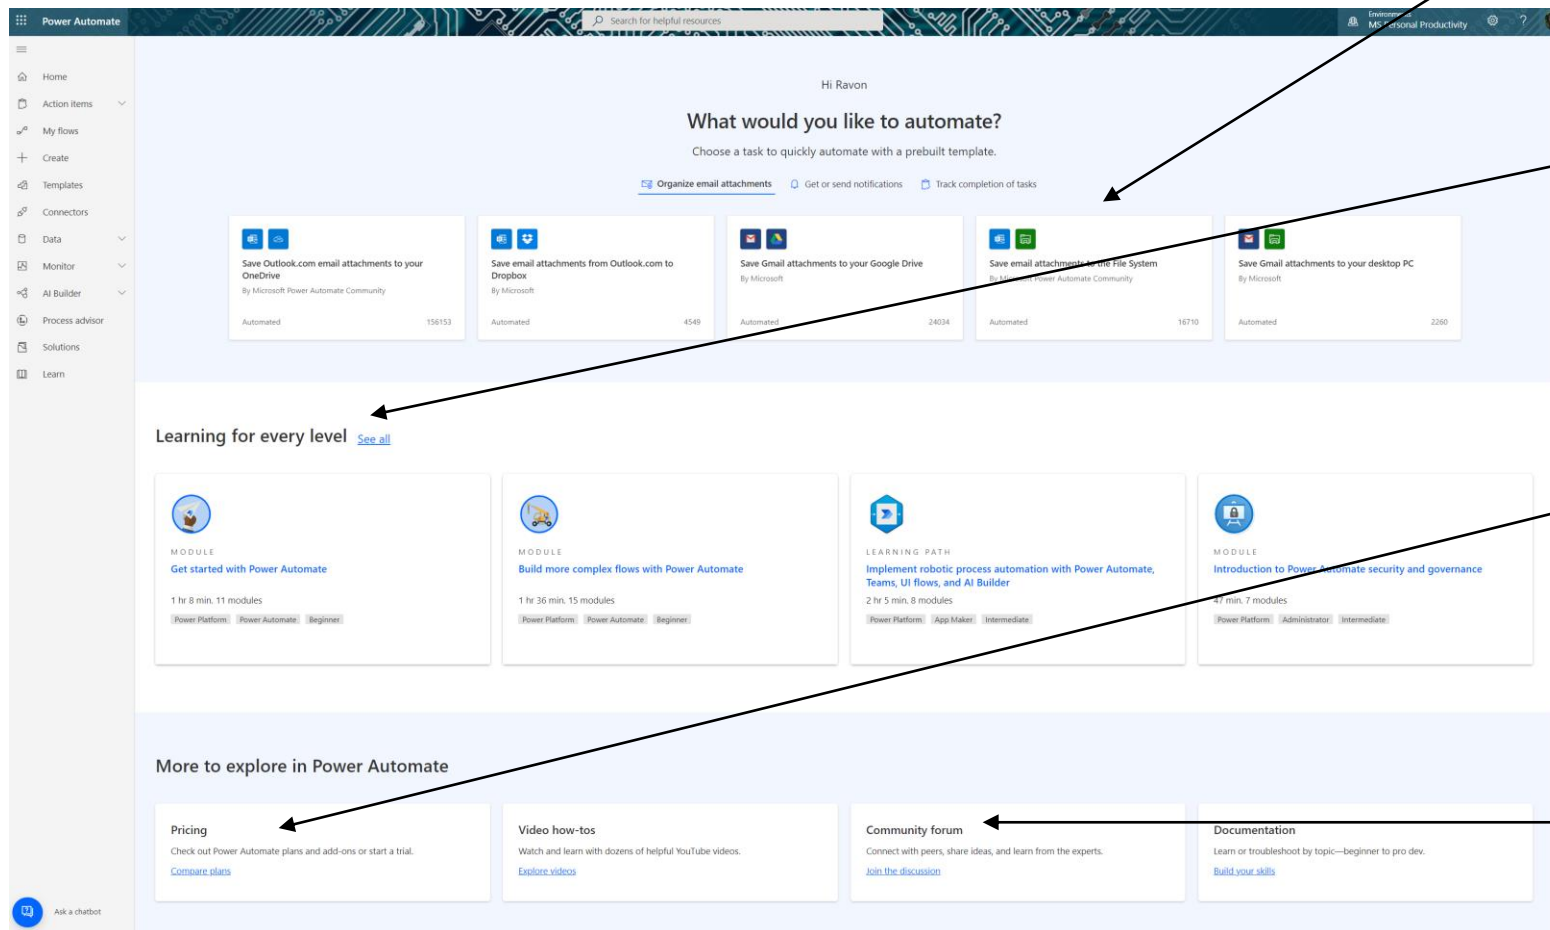 Power Automate
Search for helpful resources
Environments
MS Personal Productivity
?
Home
Action items
My flows
Create
Templates
Connectors
Data
Monitor
AI Builder
Process advisor
Solutions
Learn
Ask a chatbot
Hi Ravon
What would you like to automate?
Choose a task to quickly automate with a prebuilt template.
Organize email attachments
Get or send notifications
Track completion of tasks
Save Outlook.com email attachments to your
OneDrive
By Microsoft Power Automate Community
Automated 156153
Save email attachments from Outlook.com to
Dropbox
By Microsoft
Automated 4549
Save Gmail attachments to your Google Drive
By Microsoft
Automated 24034
Save email attachments to the File System
By Microsoft Power Automate Community
Automated 16710
Save Gmail attachments to your desktop PC
By Microsoft
Automated 2260
Learning for every level See all
MODULE
Get started with Power Automate
1 hr 8 min. 11 modules
Power Platform Power Automate Beginner
MODULE
Build more complex flows with Power Automate
1 hr 36 min. 15 modules
Power Platform Power Automate Beginner
LEARNING PATH
Implement robotic process automation with Power Automate,
Teams, UI flows, and AI Builder
2 hr 5 min. 8 modules
Power Platform App Maker Intermediate
MODULE
Introduction to Power Automate security and governance
47 min. 7 modules
Power Platform Administrator Intermediate
More to explore in Power Automate
Pricing
Check out Power Automate plans and add-ons or start a trial.
Compare plans
Video how-tos
Watch and learn with dozens of helpful YouTube videos.
Explore videos
Community forum
Connect with peers, share ideas, and learn from the experts.
Join the discussion
Documentation
Learn or troubleshoot by topic—beginner to pro dev.
Build your skills